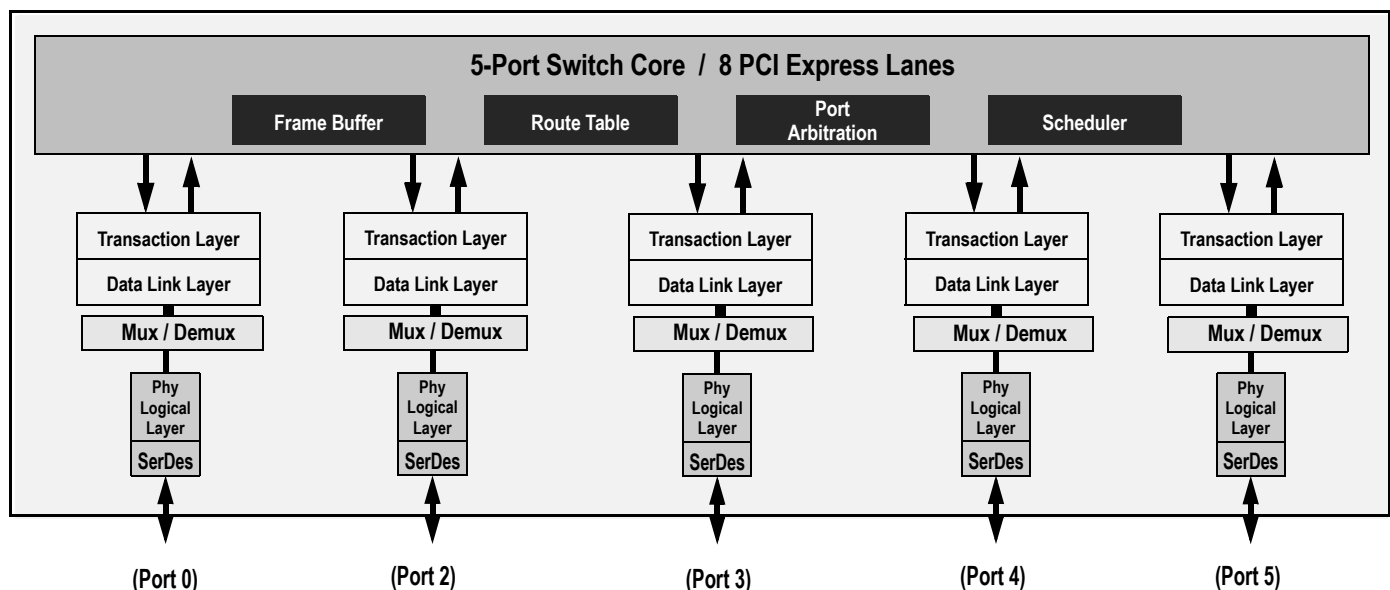 5-Port Switch Core / 8 PCI Express Lanes
Frame Buffer
Route Table
Port
Arbitration
Scheduler
Transaction Layer
Transaction Layer
Transaction Layer
Transaction Layer
Transaction Layer
Data Link Layer
Data Link Layer
Data Link Layer
Data Link Layer
Data Link Layer
Mux / Demux
Mux / Demux
Mux / Demux
Mux / Demux
Mux / Demux
Phy
Logical
Layer
Phy
Logical
Layer
Phy
Logical
Layer
Phy
Logical
Layer
Phy
Logical
Layer
SerDes
SerDes
SerDes
SerDes
SerDes
(Port 0)
(Port 2)
(Port 3)
(Port 4)
(Port 5)